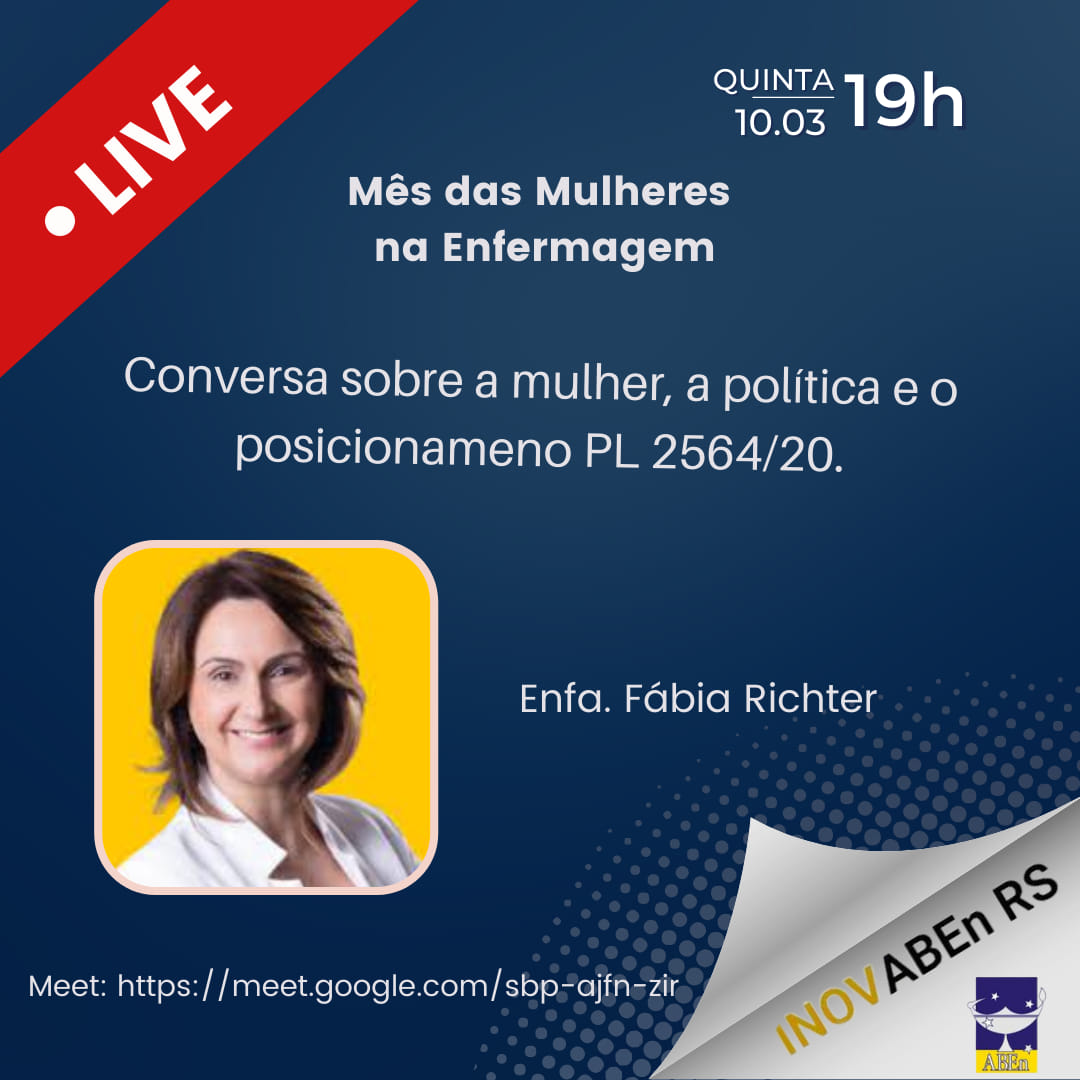 • LIVE
QUINTA
10.03
19h
Mês das Mulheres
na Enfermagem
Conversa sobre a mulher, a política e o
posicionameno PL 2564/20.
Enfa. Fábia Richter
Meet: https://meet.google.com/sbp-ajfn-zir
INOVABEn RS
ABEn